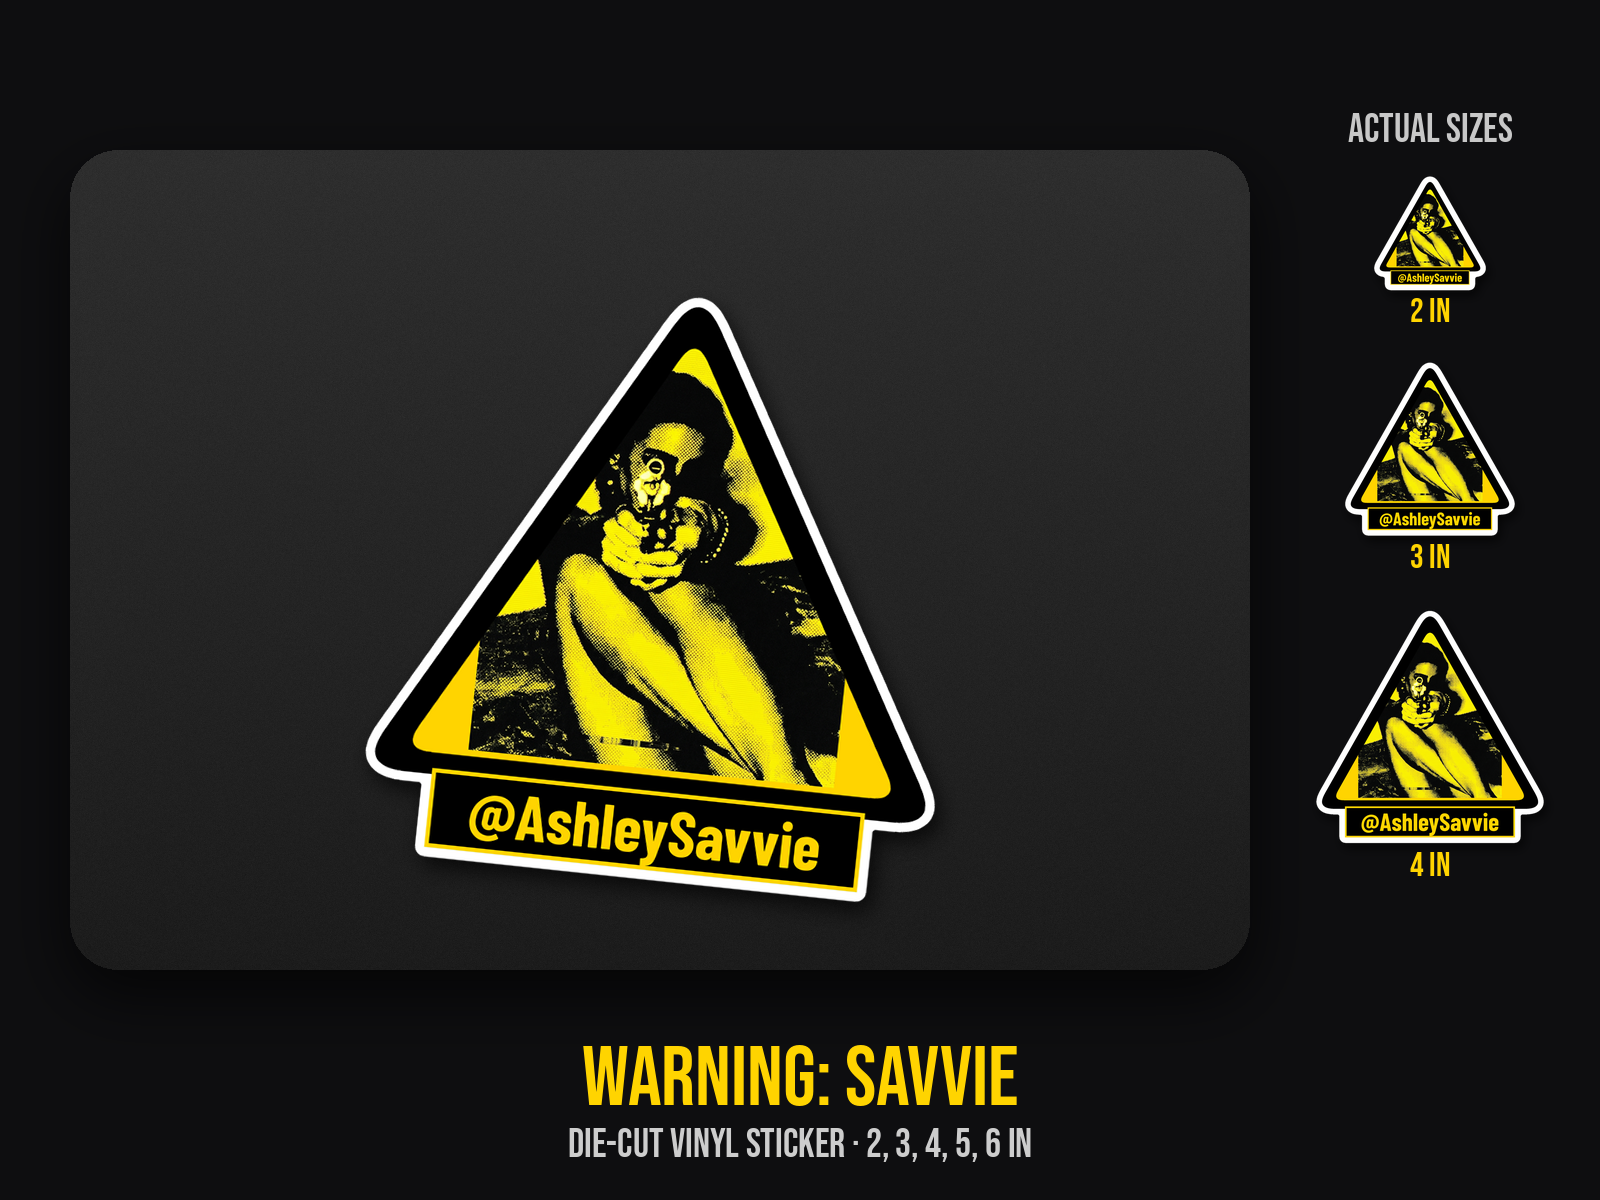 ACTUAL SIZES
@AshleySavvie
2 IN
@AshleySavvie
3 IN
@AshleySavvie
4 IN
@AshleySavvie
WARNING: SAVVIE
DIE-CUT VINYL STICKER · 2, 3, 4, 5, 6 IN